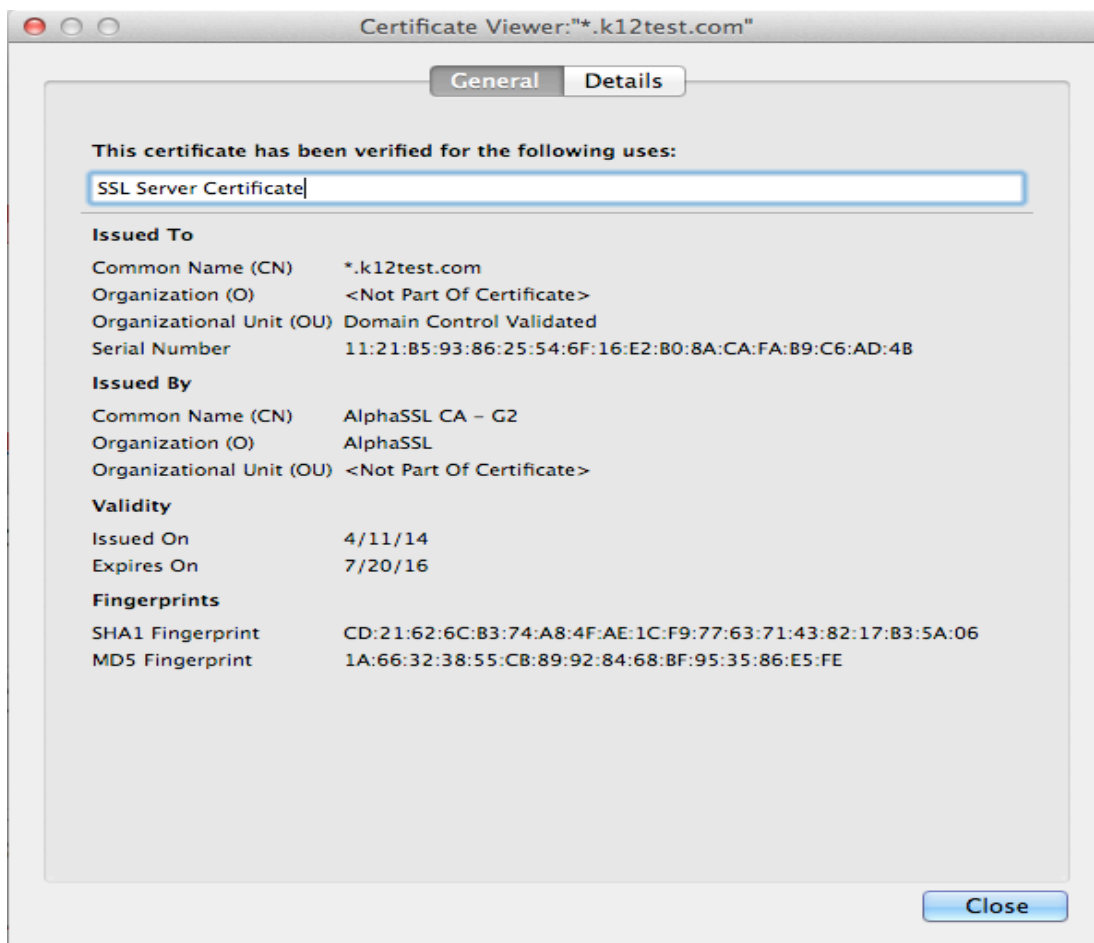 Certificate Viewer:"*.k12test.com"
General Details
This certificate has been verified for the following uses:
SSL Server Certificate
Issued To
Common Name (CN) *.k12test.com
Organization (O) <Not Part Of Certificate>
Organizational Unit (OU) Domain Control Validated
Serial Number 11:21:B5:93:86:25:54:6F:16:E2:B0:8A:CA:FA:B9:C6:AD:4B
Issued By
Common Name (CN) AlphaSSL CA – G2
Organization (O) AlphaSSL
Organizational Unit (OU) <Not Part Of Certificate>
Validity
Issued On 4/11/14
Expires On 7/20/16
Fingerprints
SHA1 Fingerprint CD:21:62:6C:B3:74:A8:4F:AE:1C:F9:77:63:71:43:82:17:B3:5A:06
MD5 Fingerprint 1A:66:32:38:55:CB:89:92:84:68:BF:95:35:86:E5:FE
Close